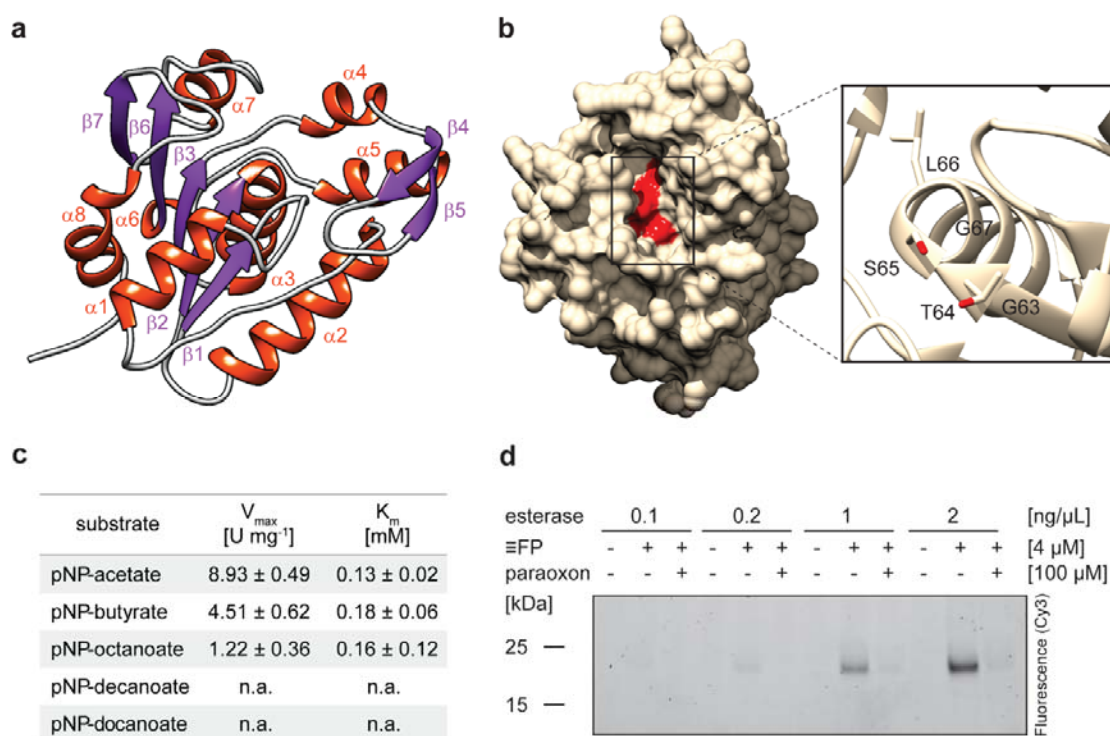 a
α4
α7
β7
β6
β4
β3
α5
α8
α6
β5
α3
α1
β2
α2
β1
b
L66
G67
S65
T64
G63
c
substrate Vmax [U mg⁻¹] Km [mM]
pNP-acetate 8.93 ± 0.49 0.13 ± 0.02
pNP-butyrate 4.51 ± 0.62 0.18 ± 0.06
pNP-octanoate 1.22 ± 0.36 0.16 ± 0.12
pNP-decanoate n.a. n.a.
pNP-docanoate n.a. n.a.
d
esterase 0.1 0.2 1 2 [ng/µL]
≡FP - + + - + + - + + - + + [4 µM]
paraoxon - - + - - + - - + - - + [100 µM]
[kDa]
25
15
Fluorescence (Cy3)